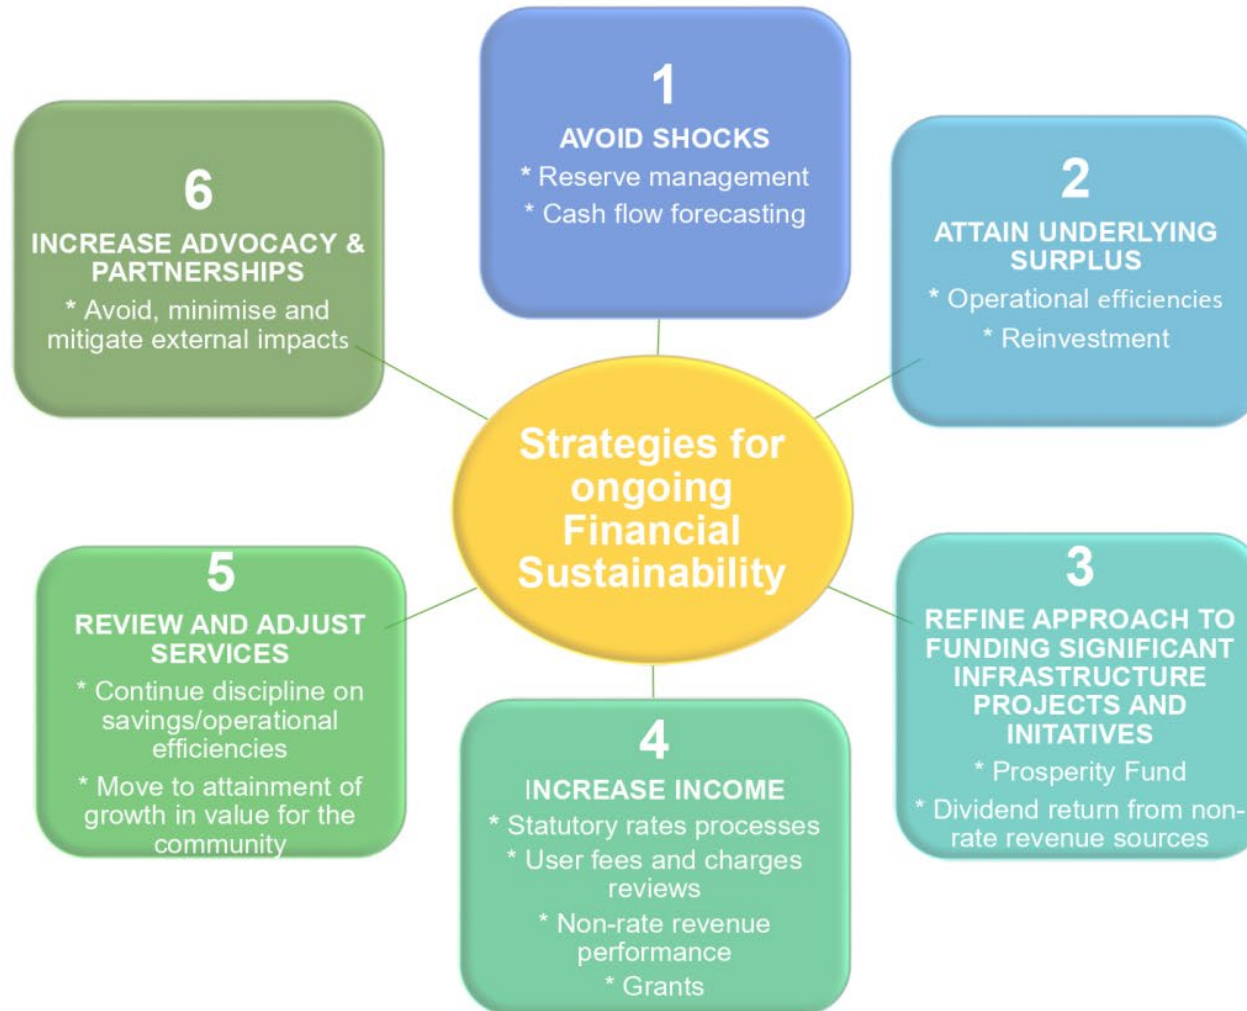 1
AVOID SHOCKS
* Reserve management
* Cash flow forecasting
2
ATTAIN UNDERLYING
SURPLUS
* Operational efficiencies
* Reinvestment
3
REFINE APPROACH TO
FUNDING SIGNIFICANT
INFRASTRUCTURE
PROJECTS AND
INITATIVES
* Prosperity Fund
* Dividend return from non-
rate revenue sources
4
INCREASE INCOME
* Statutory rates processes
* User fees and charges
reviews
* Non-rate revenue
performance
* Grants
5
REVIEW AND ADJUST
SERVICES
* Continue discipline on
savings/operational
efficiencies
* Move to attainment of
growth in value for the
community
6
INCREASE ADVOCACY &
PARTNERSHIPS
* Avoid, minimise and
mitigate external impacts
Strategies for
ongoing
Financial
Sustainability